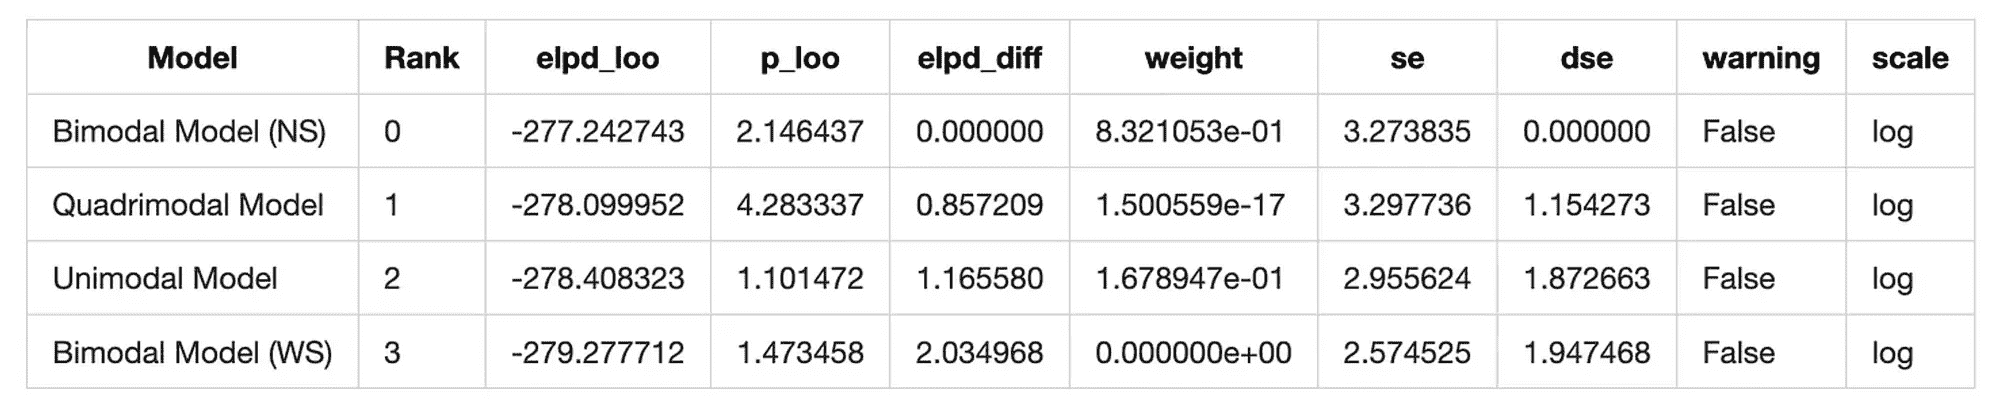 Model Rank elpd_loo p_loo elpd_diff weight se dse warning scale
Bimodal Model (NS) 0 -277.242743 2.146437 0.000000 8.321053e-01 3.273835 0.000000 False log
Quadrimodal Model 1 -278.099952 4.283337 0.857209 1.500559e-17 3.297736 1.154273 False log
Unimodal Model 2 -278.408323 1.101472 1.165580 1.678947e-01 2.955624 1.872663 False log
Bimodal Model (WS) 3 -279.277712 1.473458 2.034968 0.000000e+00 2.574525 1.947468 False log